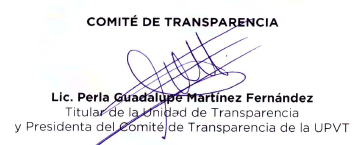 COMITÉ DE TRANSPARENCIA
Lic. Perla Guadalupe Martínez Fernández
Titular de la Unidad de Transparencia
y Presidenta del Comité de Transparencia de la UPVT